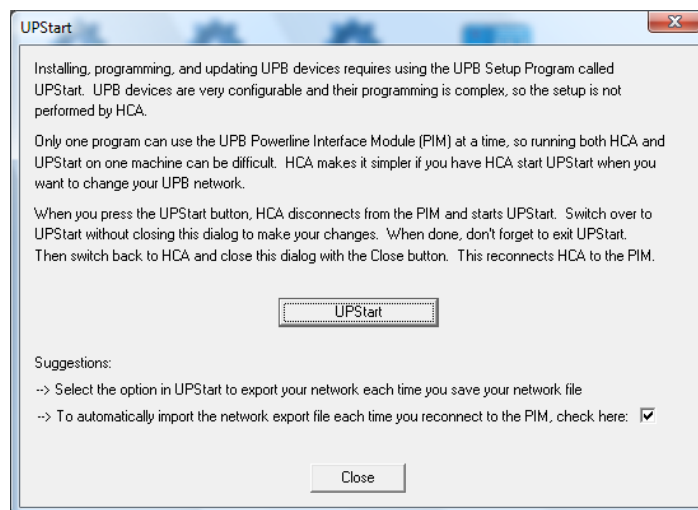 UPStart
Installing, programming, and updating UPB devices requires using the UPB Setup Program called
UPStart.  UPB devices are very configurable and their programming is complex, so the setup is not
performed by HCA.
Only one program can use the UPB Powerline Interface Module (PIM) at a time, so running both HCA and
UPStart on one machine can be difficult.  HCA makes it simpler if you have HCA start UPStart when you
want to change your UPB network.
When you press the UPStart button, HCA disconnects from the PIM and starts UPStart.  Switch over to
UPStart without closing this dialog to make your changes.  When done, don't forget to exit UPStart.
Then switch back to HCA and close this dialog with the Close button.  This reconnects HCA to the PIM.
UPStart
Suggestions:
--> Select the option in UPStart to export your network each time you save your network file
--> To automatically import the network export file each time you reconnect to the PIM, check here:
Close